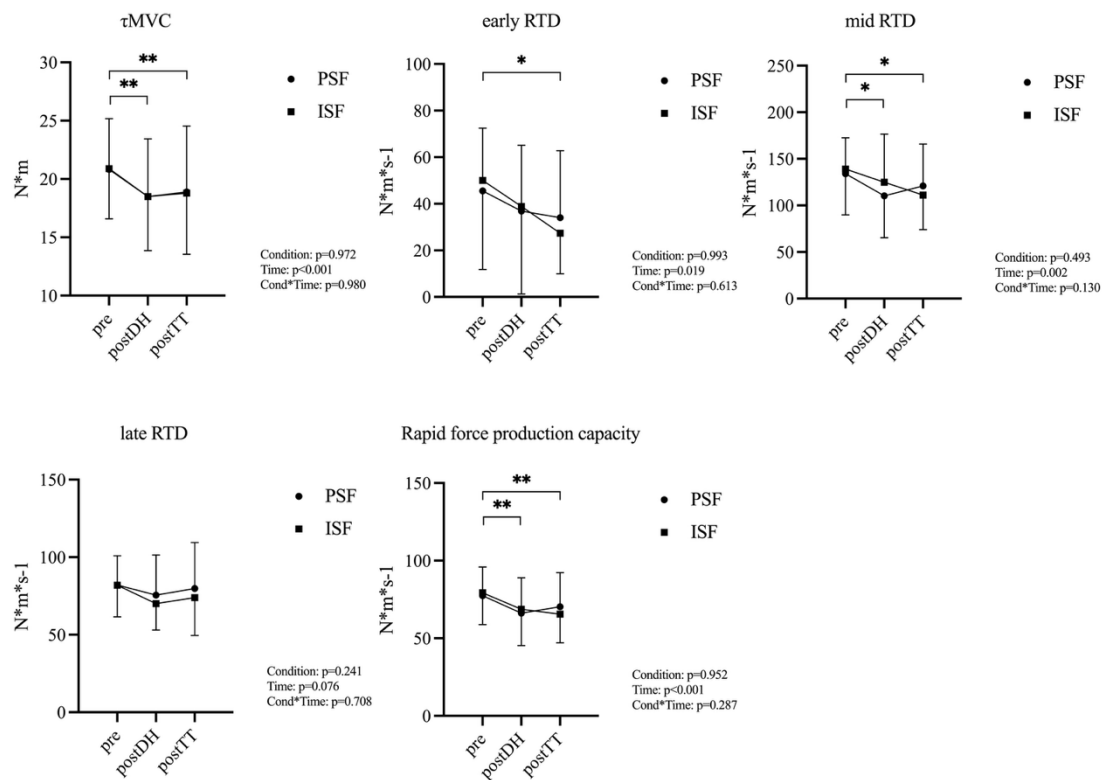 τMVC
30
25
20
15
10
N*m
**
**
PSF
ISF
pre
postDH
postTT
Condition: p=0.972
Time: p<0.001
Cond*Time: p=0.980
early RTD
100
80
60
40
20
0
N*m*s-1
*
PSF
ISF
pre
postDH
postTT
Condition: p=0.993
Time: p=0.019
Cond*Time: p=0.613
mid RTD
250
200
150
100
50
0
N*m*s-1
*
*
PSF
ISF
pre
postDH
postTT
Condition: p=0.493
Time: p=0.002
Cond*Time: p=0.130
late RTD
150
100
50
0
N*m*s-1
PSF
ISF
pre
postDH
postTT
Condition: p=0.241
Time: p=0.076
Cond*Time: p=0.708
Rapid force production capacity
150
100
50
0
N*m*s-1
**
**
PSF
ISF
pre
postDH
postTT
Condition: p=0.952
Time: p<0.001
Cond*Time: p=0.287